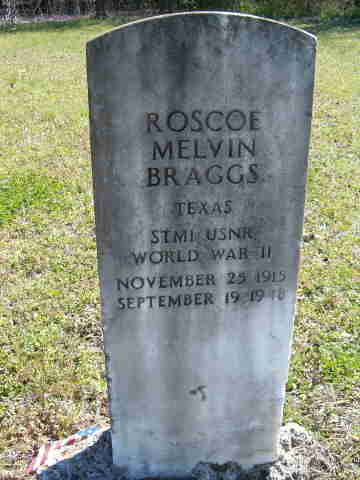 ROSCOE
MELVIN
BRAGGS
TEXAS
STM1 USNR
WORLD WAR II
NOVEMBER 25 1915
SEPTEMBER 19 1948